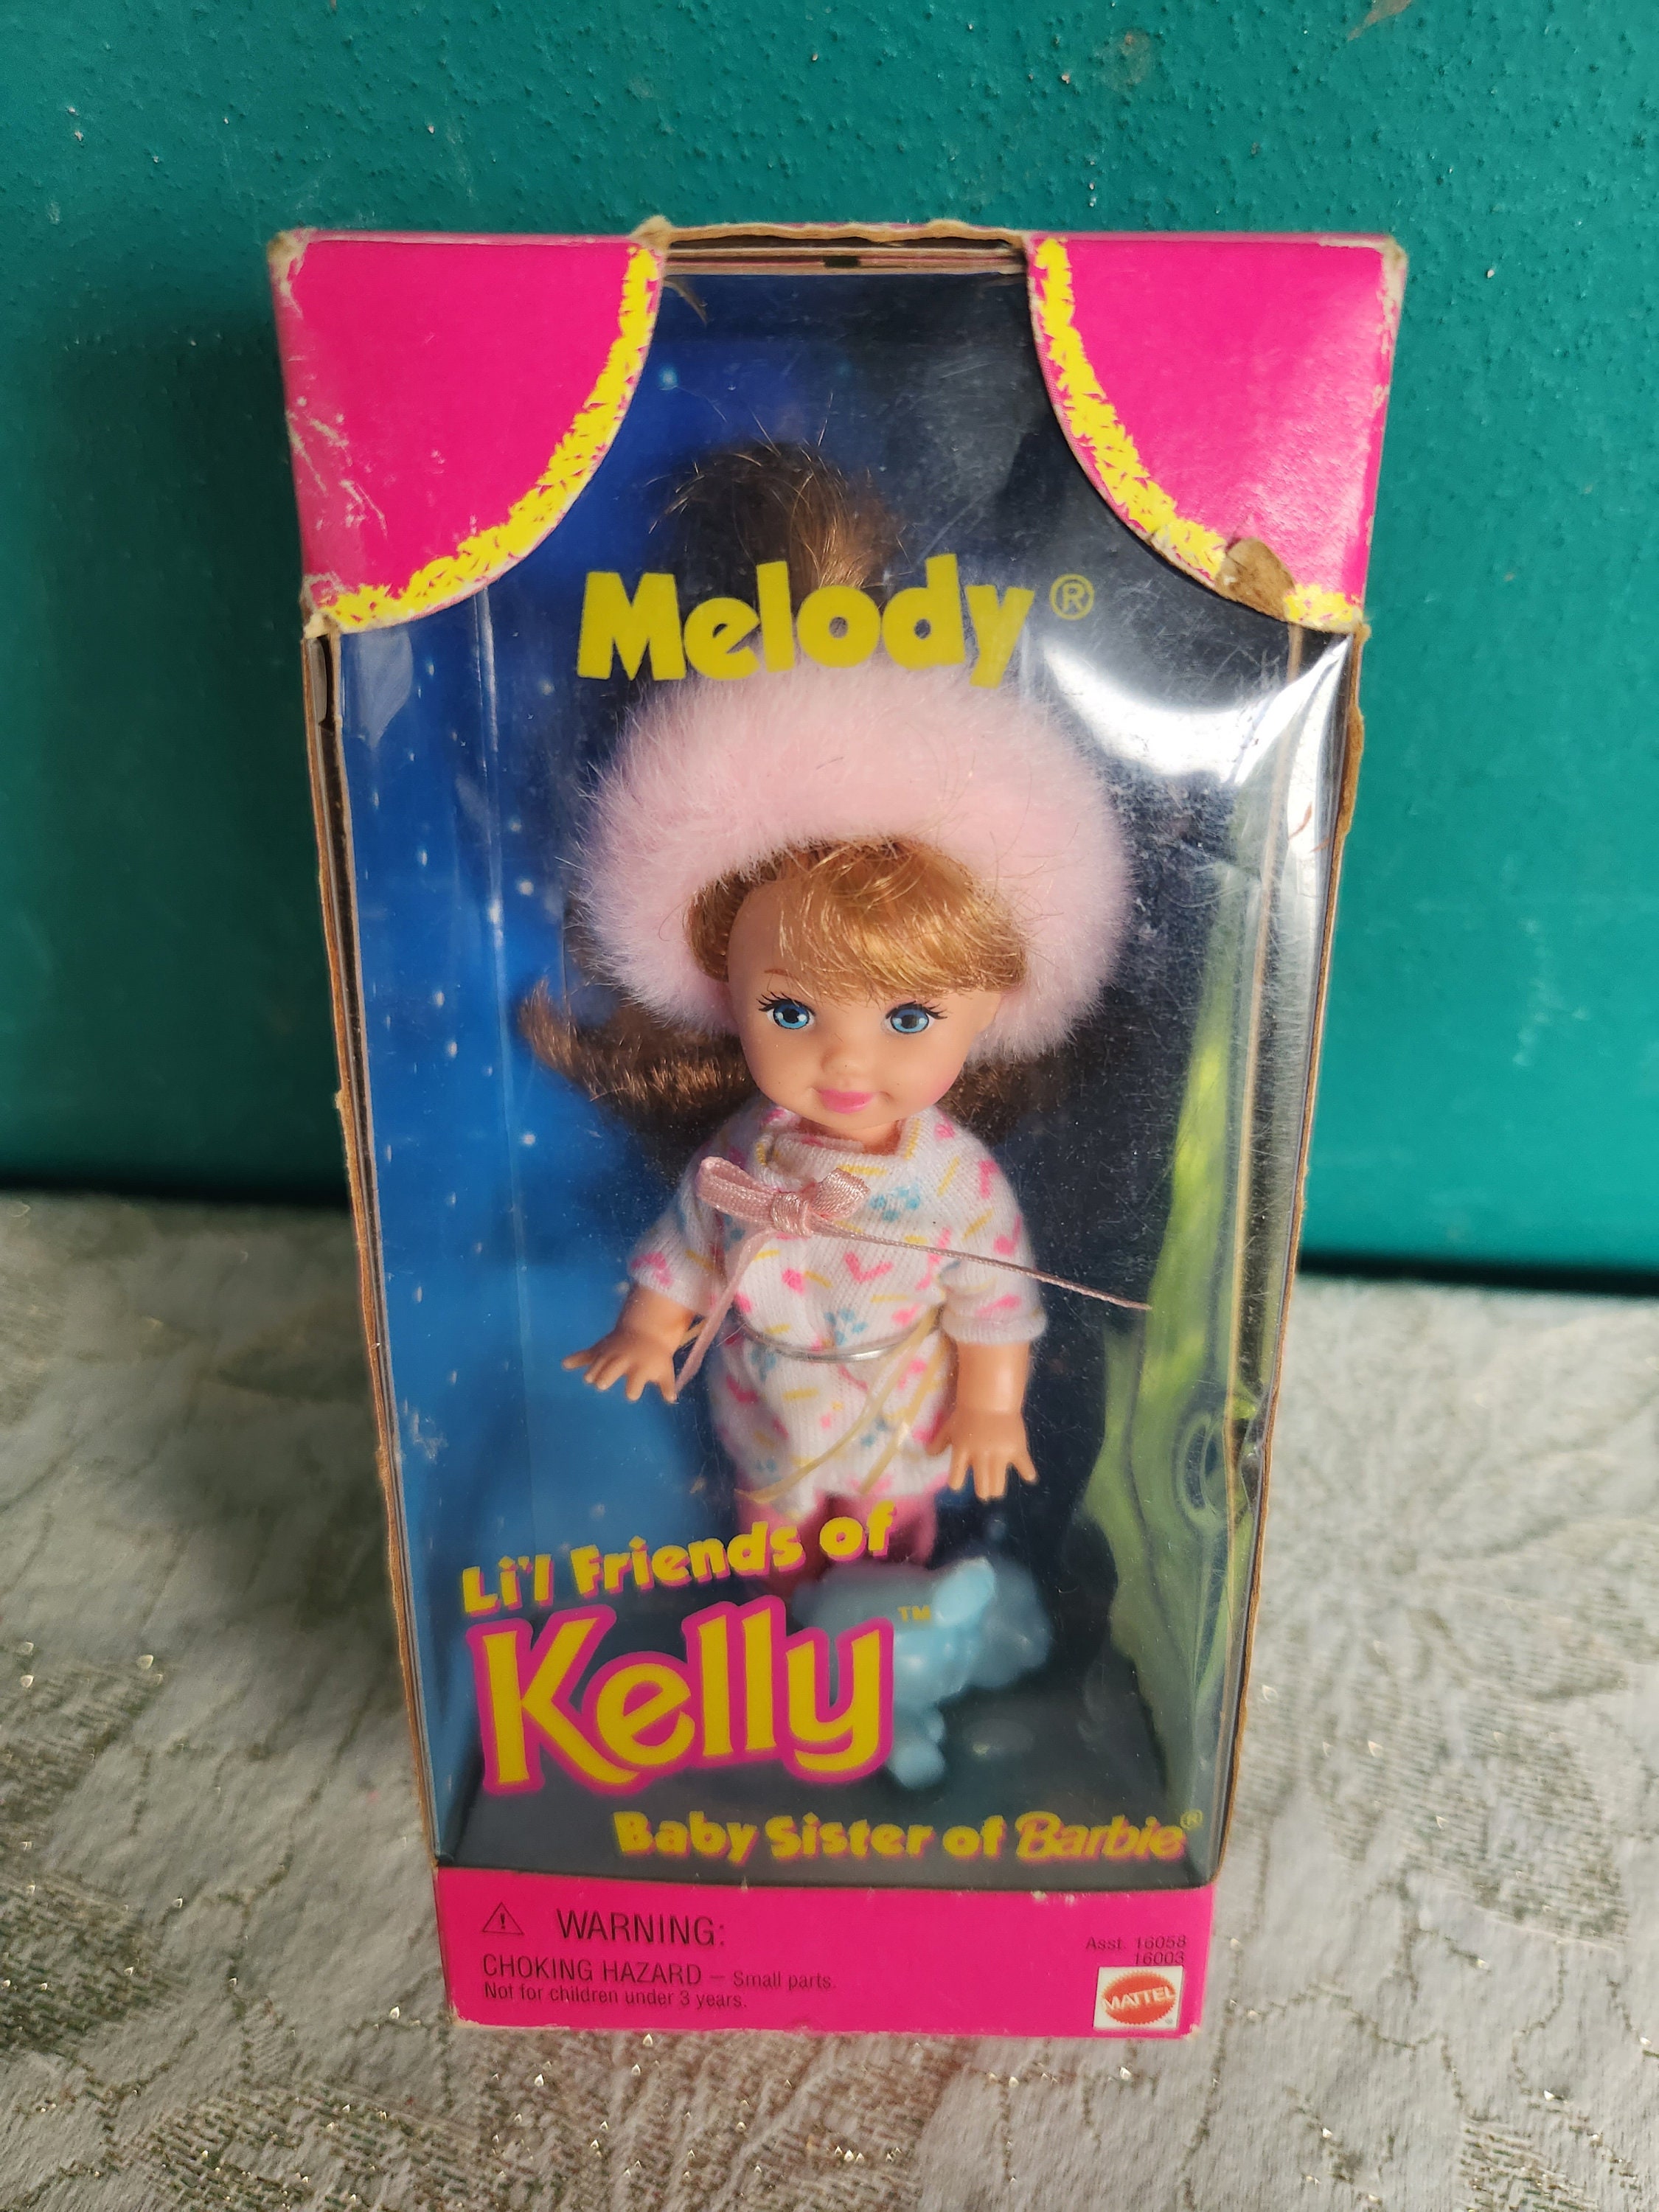 Melody®
Li'l Friends of
Kelly™
Baby Sister of Barbie®
⚠ WARNING:
CHOKING HAZARD – Small parts.
Not for children under 3 years.
Asst. 16058
16003
MATTEL